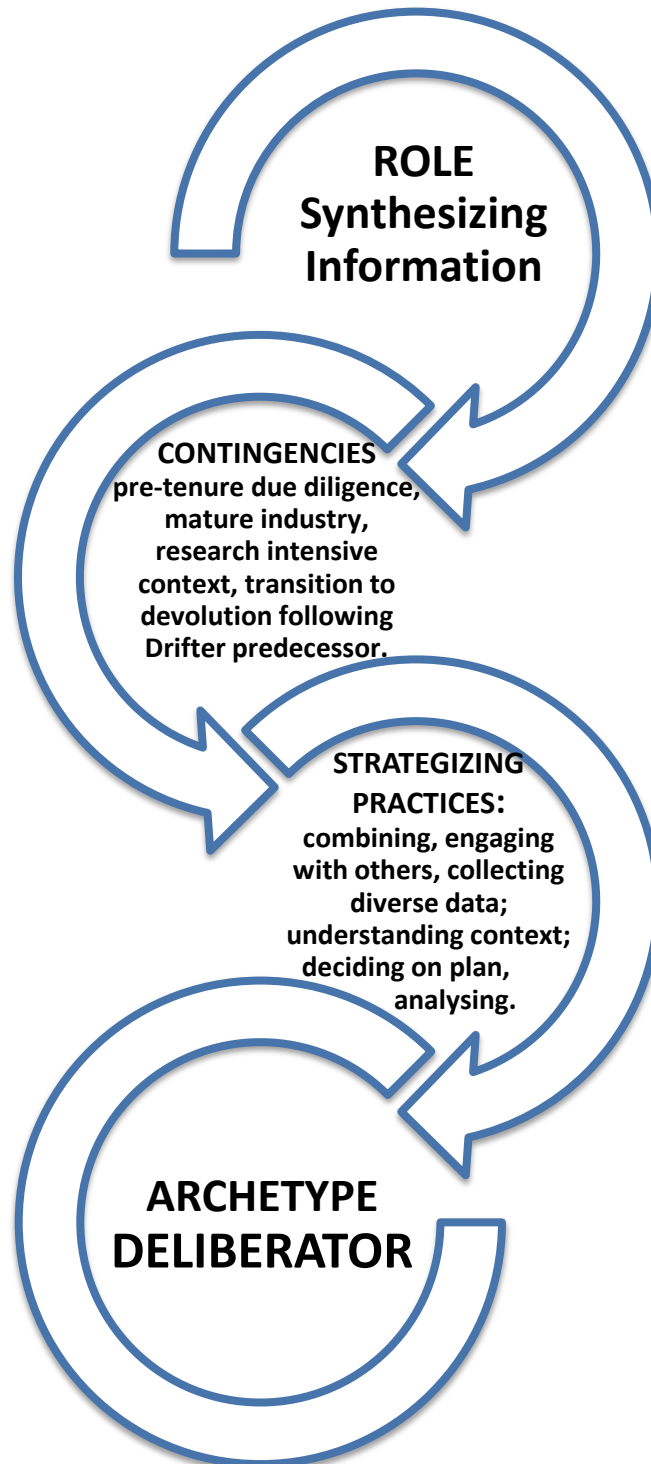 ROLE
Synthesizing
Information
CONTINGENCIES
pre-tenure due diligence,
mature industry,
research intensive
context, transition to
devolution following
Drifter predecessor.
STRATEGIZING
PRACTICES:
combining, engaging
with others, collecting
diverse data;
understanding context;
deciding on plan,
analysing.
ARCHETYPE
DELIBERATOR